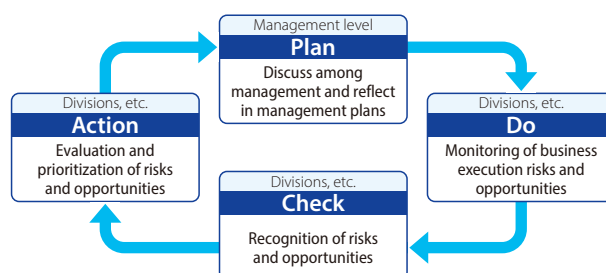 Management level
Plan
Discuss among
management and reflect
in management plans
Divisions, etc.
Action
Evaluation and
prioritization of risks
and opportunities
Divisions, etc.
Do
Monitoring of business
execution risks and
opportunities
Divisions, etc.
Check
Recognition of risks
and opportunities